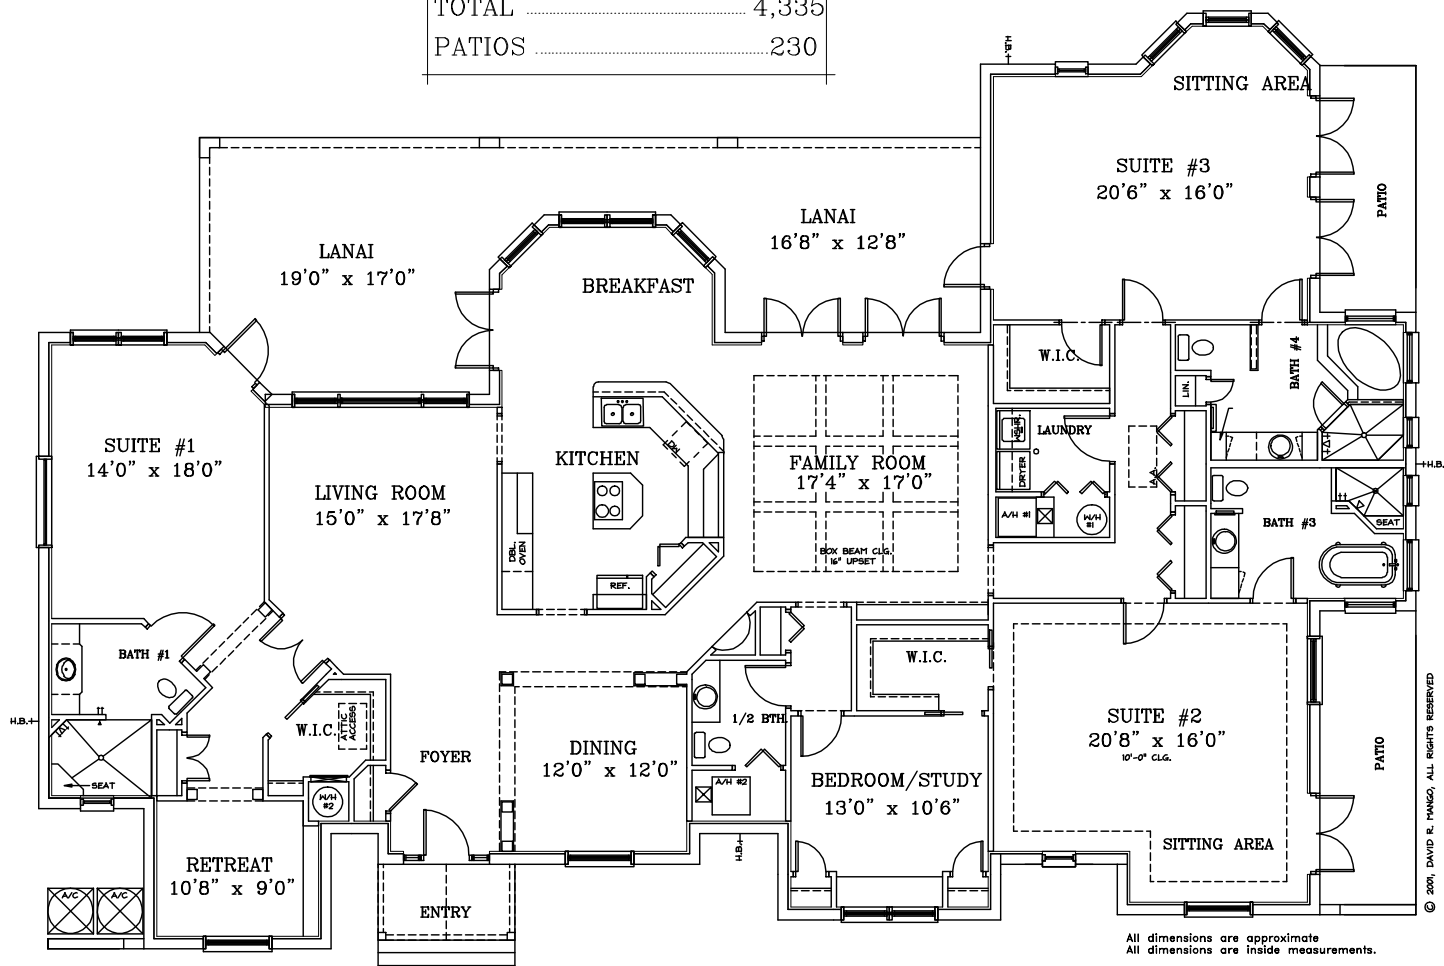 TOTAL 4,335
PATIOS 230
H.B.
SITTING AREA
SUITE #3
20'6" x 16'0"
PATIO
LANAI
16'8" x 12'8"
LANAI
19'0" x 17'0"
BREAKFAST
W.I.C.
BATH #4
LIN.
SUITE #1
14'0" x 18'0"
KITCHEN
DW
FAMILY ROOM
17'4" x 17'0"
WSHR.
LAUNDRY
DRYER
H.B.
LIVING ROOM
15'0" x 17'8"
A/H #1
W/H
#1
BATH #3
SEAT
DBL.
OVEN
BOX BEAM CLG.
16" UPSET
REF.
BATH #1
W.I.C.
H.B.
W.I.C.
ATTIC
ACCESS
1/2 BTH.
SUITE #2
20'8" x 16'0"
10'-0" CLG.
PATIO
FOYER
DINING
12'0" x 12'0"
SEAT
W/H
#2
A/H #2
BEDROOM/STUDY
13'0" x 10'6"
H.B.
SITTING AREA
RETREAT
10'8" x 9'0"
A/C
A/C
ENTRY
© 2001, DAVID R. MANGO, ALL RIGHTS RESERVED
All dimensions are approximate
All dimensions are inside measurements.